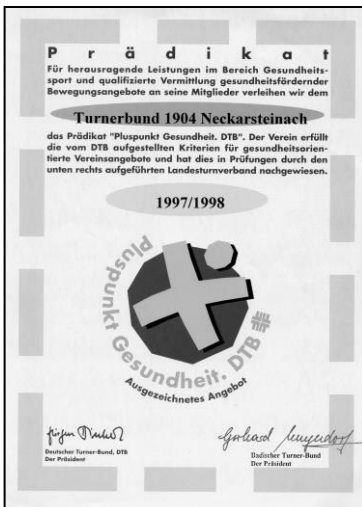 Prädikat
Für herausragende Leistungen im Bereich Gesundheits-
sport und qualifizierte Vermittlung gesundheitsfördernder
Bewegungsangebote an seine Mitglieder verleihen wir dem
Turnerbund 1904 Neckarsteinach
das Prädikat "Pluspunkt Gesundheit. DTB". Der Verein erfüllt
die vom DTB aufgestellten Kriterien für gesundheitsorien-
tierte Vereinsangebote und hat dies in Prüfungen durch den
unten rechts aufgeführten Landesturnverband nachgewiesen.
1997/1998
Pluspunkt Gesundheit. DTB
Ausgezeichnetes Angebot
Deutscher Turner-Bund, DTB
Der Präsident
Badischer Turner-Bund
Der Präsident